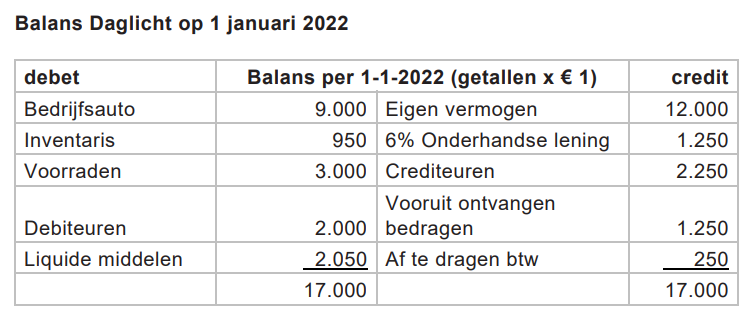 Balans Daglicht op 1 januari 2022
debet Balans per 1-1-2022 (getallen x € 1) credit
Bedrijfsauto 9.000 Eigen vermogen 12.000
Inventaris 950 6% Onderhandse lening 1.250
Voorraden 3.000 Crediteuren 2.250
Vooruit ontvangen
Debiteuren 2.000 bedragen 1.250
Liquide middelen 2.050 Af te dragen btw 250
17.000 17.000